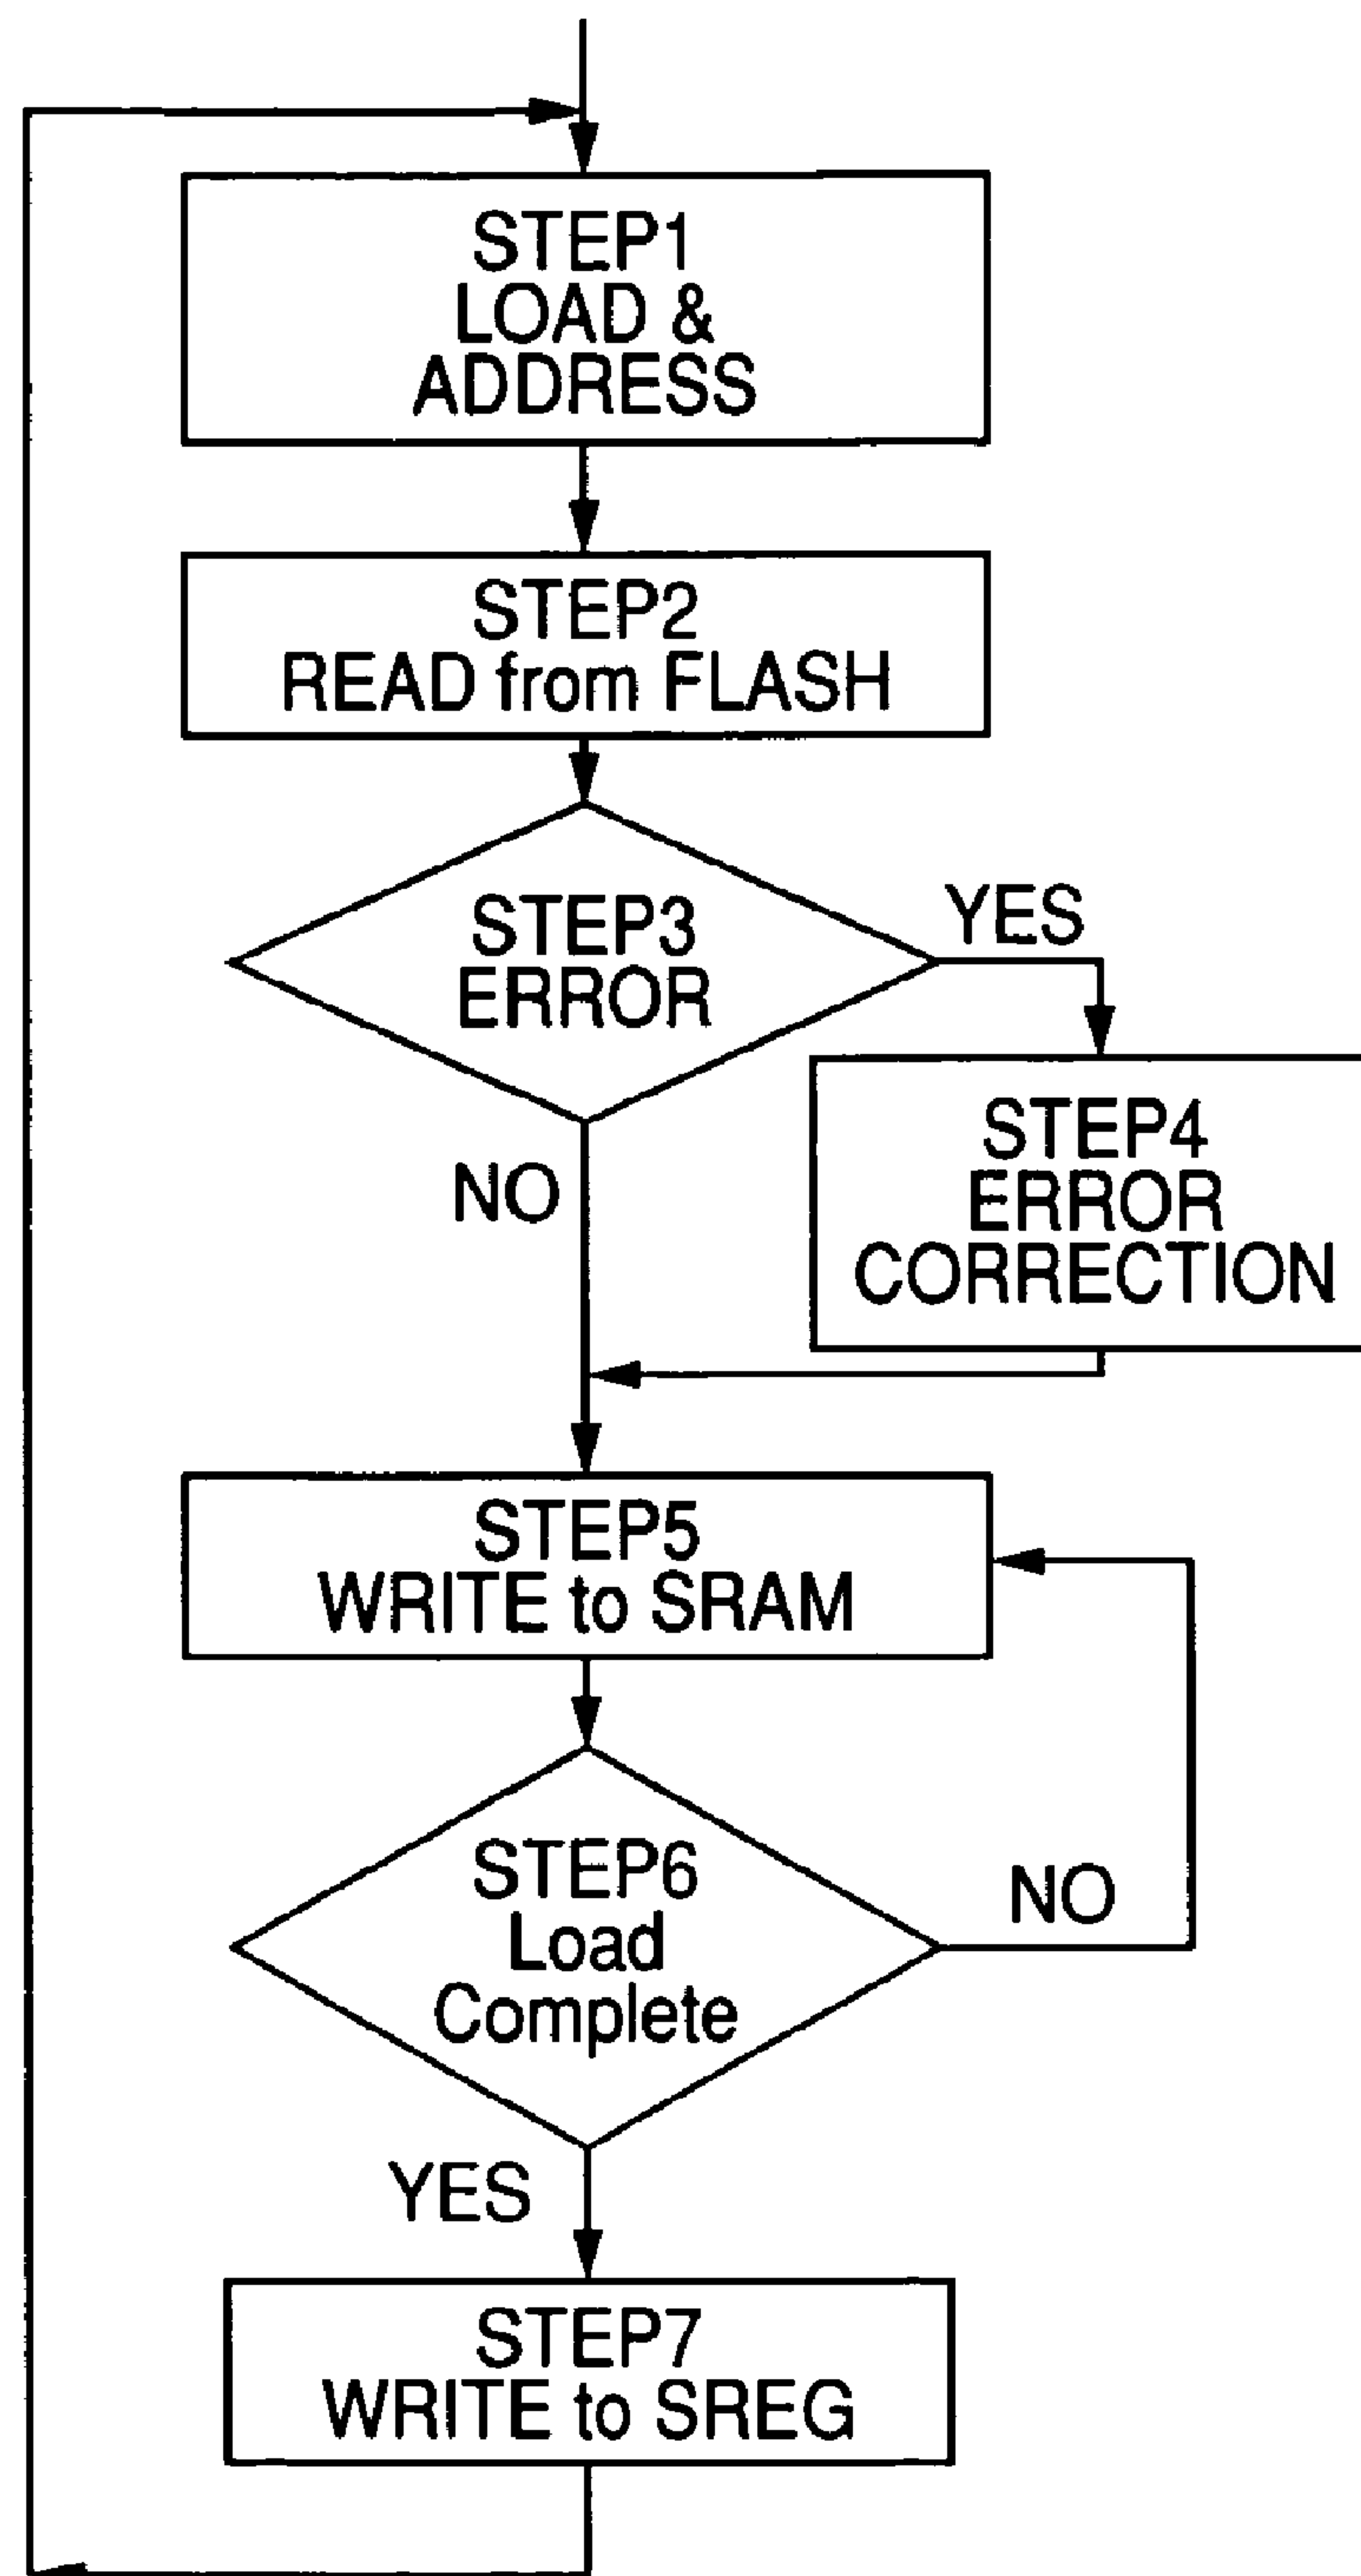 STEP1
LOAD &
ADDRESS
STEP2
READ from FLASH
STEP3
ERROR
YES
NO
STEP4
ERROR
CORRECTION
STEP5
WRITE to SRAM
STEP6
Load
Complete
NO
YES
STEP7
WRITE to SREG